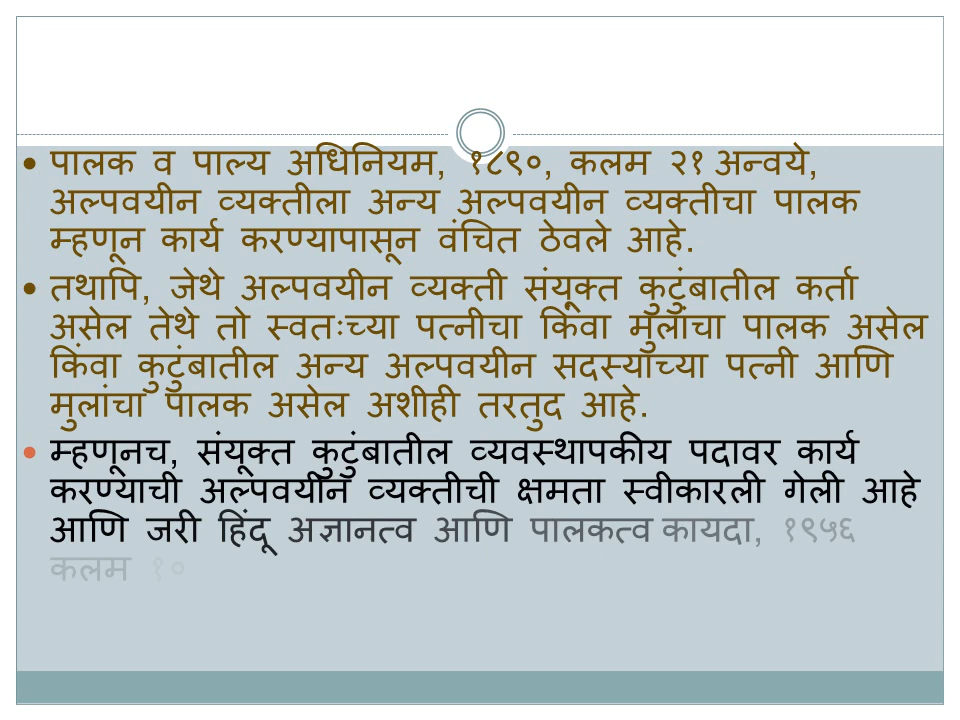 • पालक व पाल्य अधिनियम, १८९०, कलम २१ अन्वये,
अल्पवयीन व्यक्तीला अन्य अल्पवयीन व्यक्तीचा पालक
म्हणून कार्य करण्यापासून वंचित ठेवले आहे.
• तथापि, जेथे अल्पवयीन व्यक्ती संयूक्त कुटुंबातील कर्ता
असेल तेथे तो स्वतःच्या पत्नीचा किंवा मुलांचा पालक असेल
किंवा कुटुंबातील अन्य अल्पवयीन सदस्याच्या पत्नी आणि
मुलांचा पालक असेल अशीही तरतुद आहे.
• म्हणूनच, संयूक्त कुटुंबातील व्यवस्थापकीय पदावर कार्य
करण्याची अल्पवयीन व्यक्तीची क्षमता स्वीकारली गेली आहे
आणि जरी हिंदू अज्ञानत्व आणि पालकत्व कायदा, १९५६
कलम १०